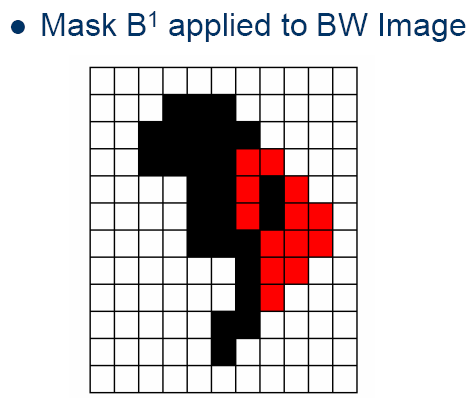 • Mask B¹ applied to BW Image